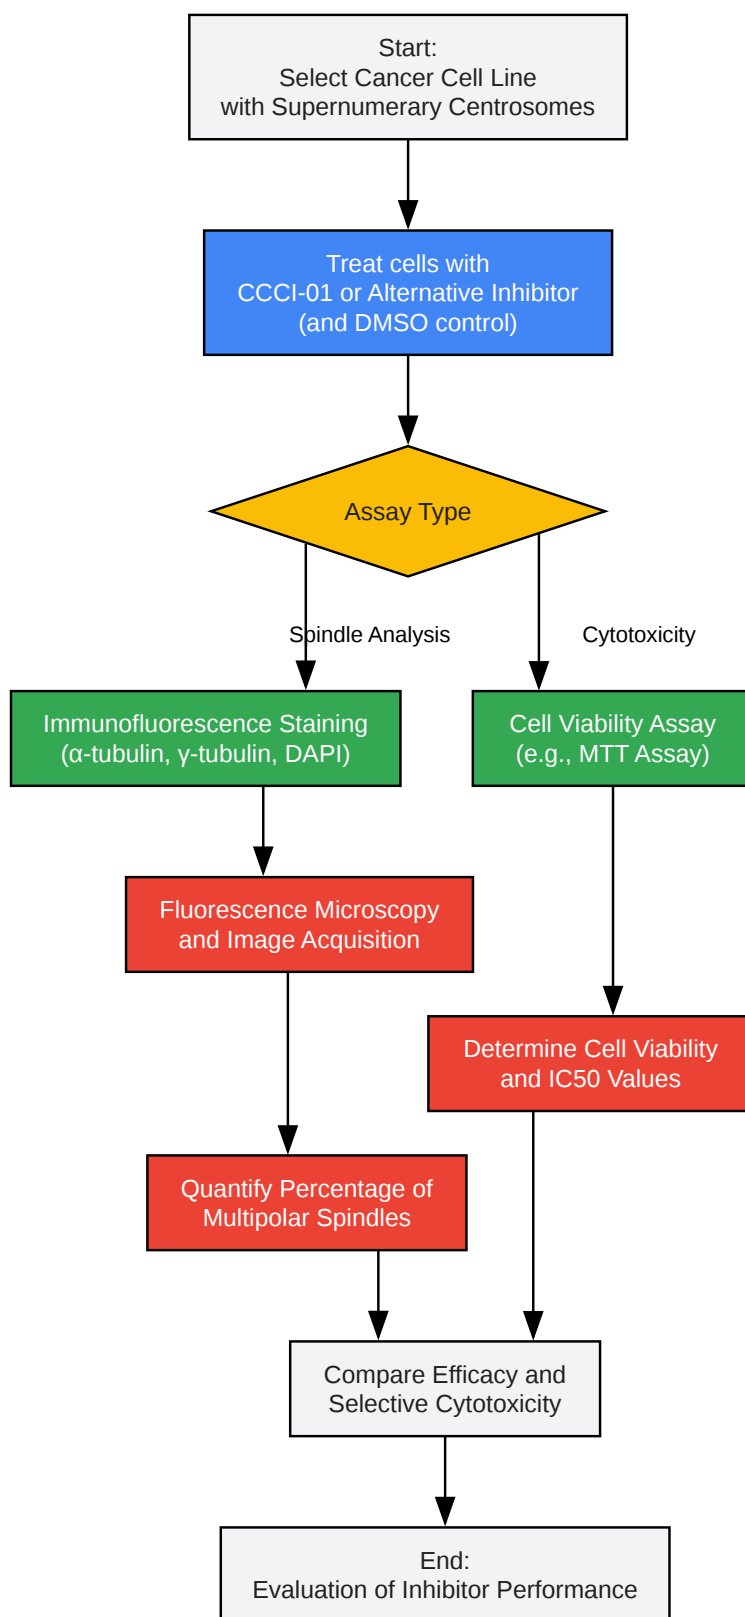 Start:
Select Cancer Cell Line
with Supernumerary Centrosomes
Treat cells with
CCCI-01 or Alternative Inhibitor
(and DMSO control)
Assay Type
Spindle Analysis
Cytotoxicity
Immunofluorescence Staining
(α-tubulin, γ-tubulin, DAPI)
Cell Viability Assay
(e.g., MTT Assay)
Fluorescence Microscopy
and Image Acquisition
Determine Cell Viability
and IC50 Values
Quantify Percentage of
Multipolar Spindles
Compare Efficacy and
Selective Cytotoxicity
End:
Evaluation of Inhibitor Performance